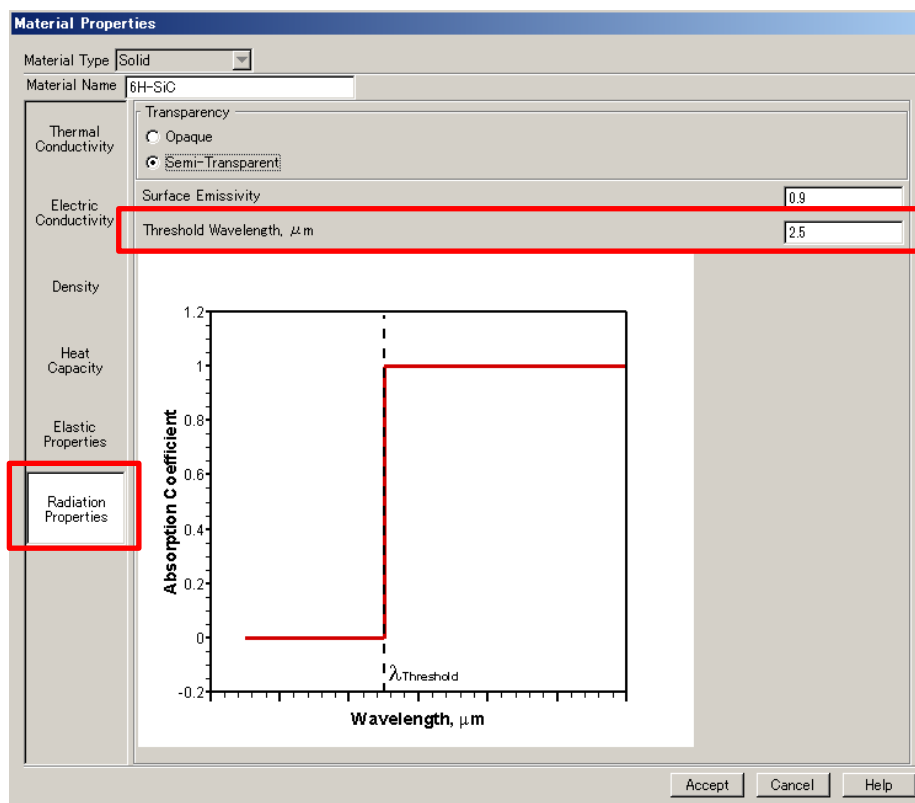 Material Properties
Material Type Solid
Material Name 6H-SiC
Thermal
Conductivity
Electric
Conductivity
Density
Heat
Capacity
Elastic
Properties
Radiation
Properties
Transparency
Opaque
Semi-Transparent
Surface Emissivity 0.9
Threshold Wavelength, μm 2.5
Absorption Coefficient
1.2
1
0.8
0.6
0.4
0.2
0
-0.2
λThreshold
Wavelength, μm
Accept Cancel Help